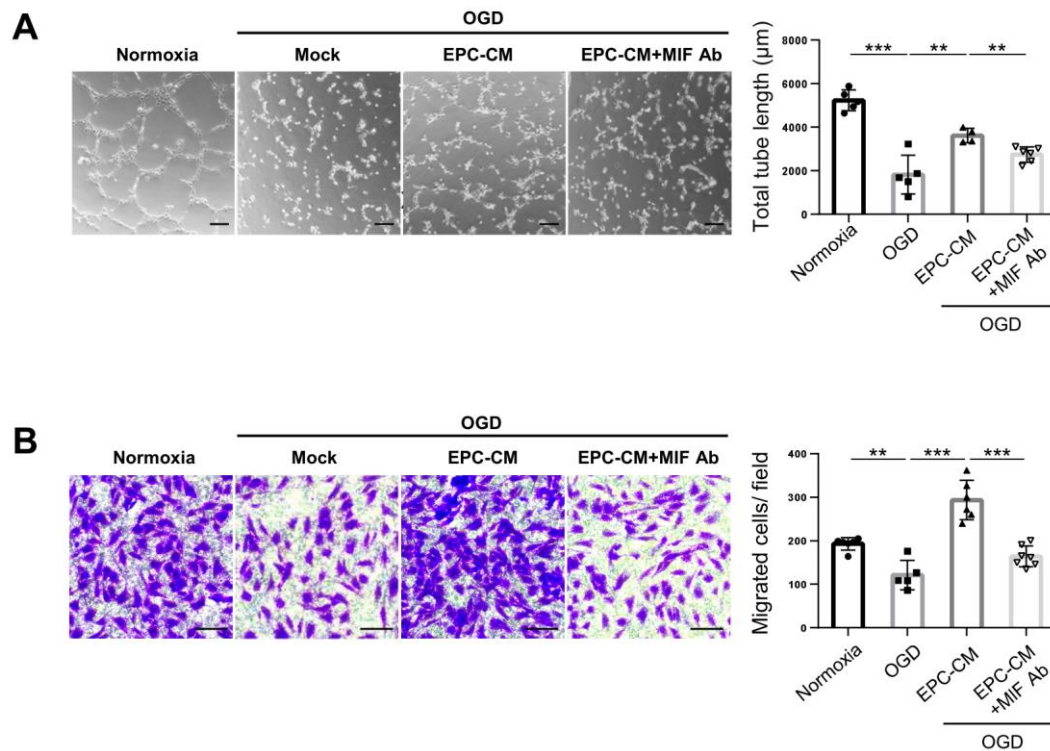 A
OGD
Normoxia
Mock
EPC-CM
EPC-CM+MIF Ab
Total tube length (μm)
8000
6000
4000
2000
0
***
**
**
Normoxia
OGD
EPC-CM
EPC-CM
+MIF Ab
OGD
B
OGD
Normoxia
Mock
EPC-CM
EPC-CM+MIF Ab
Migrated cells/ field
400
300
200
100
0
**
***
***
Normoxia
OGD
EPC-CM
EPC-CM
+MIF Ab
OGD